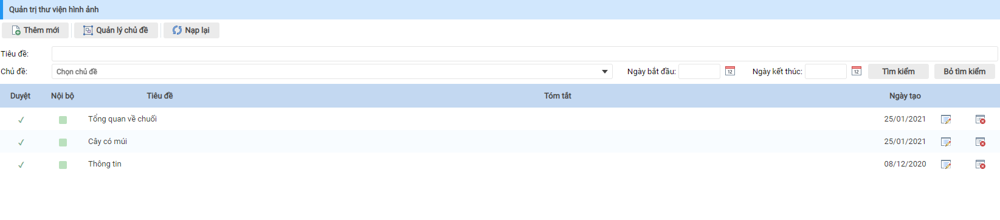 Quản trị thư viện hình ảnh
Thêm mới Quản lý chủ đề Nạp lại
Tiêu đề:
Chủ đề: Chọn chủ đề Ngày bắt đầu: 12 Ngày kết thúc: 12 Tìm kiếm Bỏ tìm kiếm
Duyệt Nội bộ Tiêu đề Tóm tắt Ngày tạo
Tổng quan về chuối 25/01/2021
Cây có múi 25/01/2021
Thông tin 08/12/2020